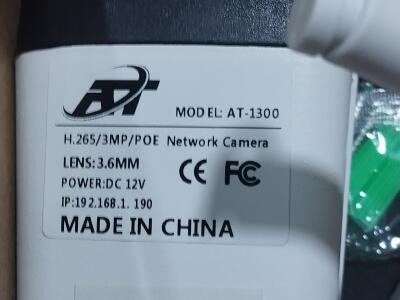 AT
MODEL: AT-1300
H.265/3MP/POE Network Camera
LENS:3.6MM
POWER:DC 12V
IP:192.168.1. 190
CE FC
MADE IN CHINA